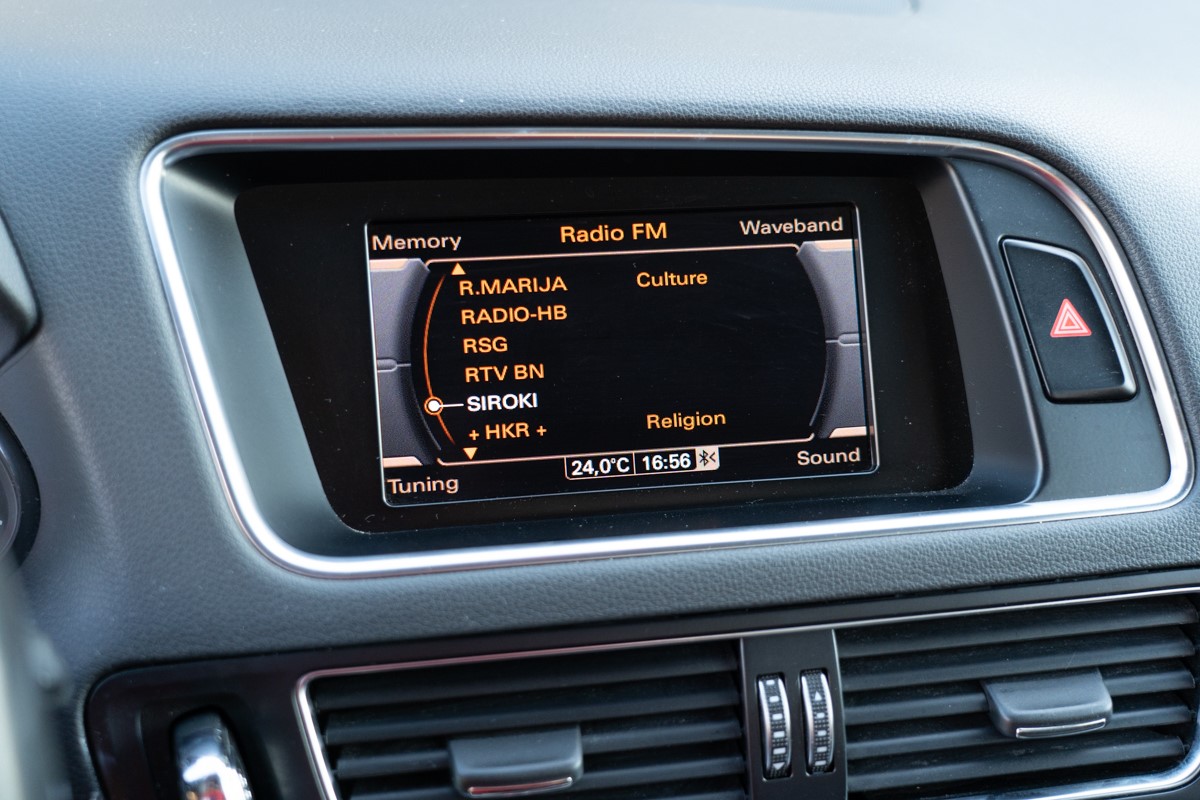 Memory Radio FM Waveband
R.MARIJA Culture
RADIO-HB
RSG
RTV BN
SIROKI
+ HKR + Religion
24,0°C 16:56
Tuning Sound